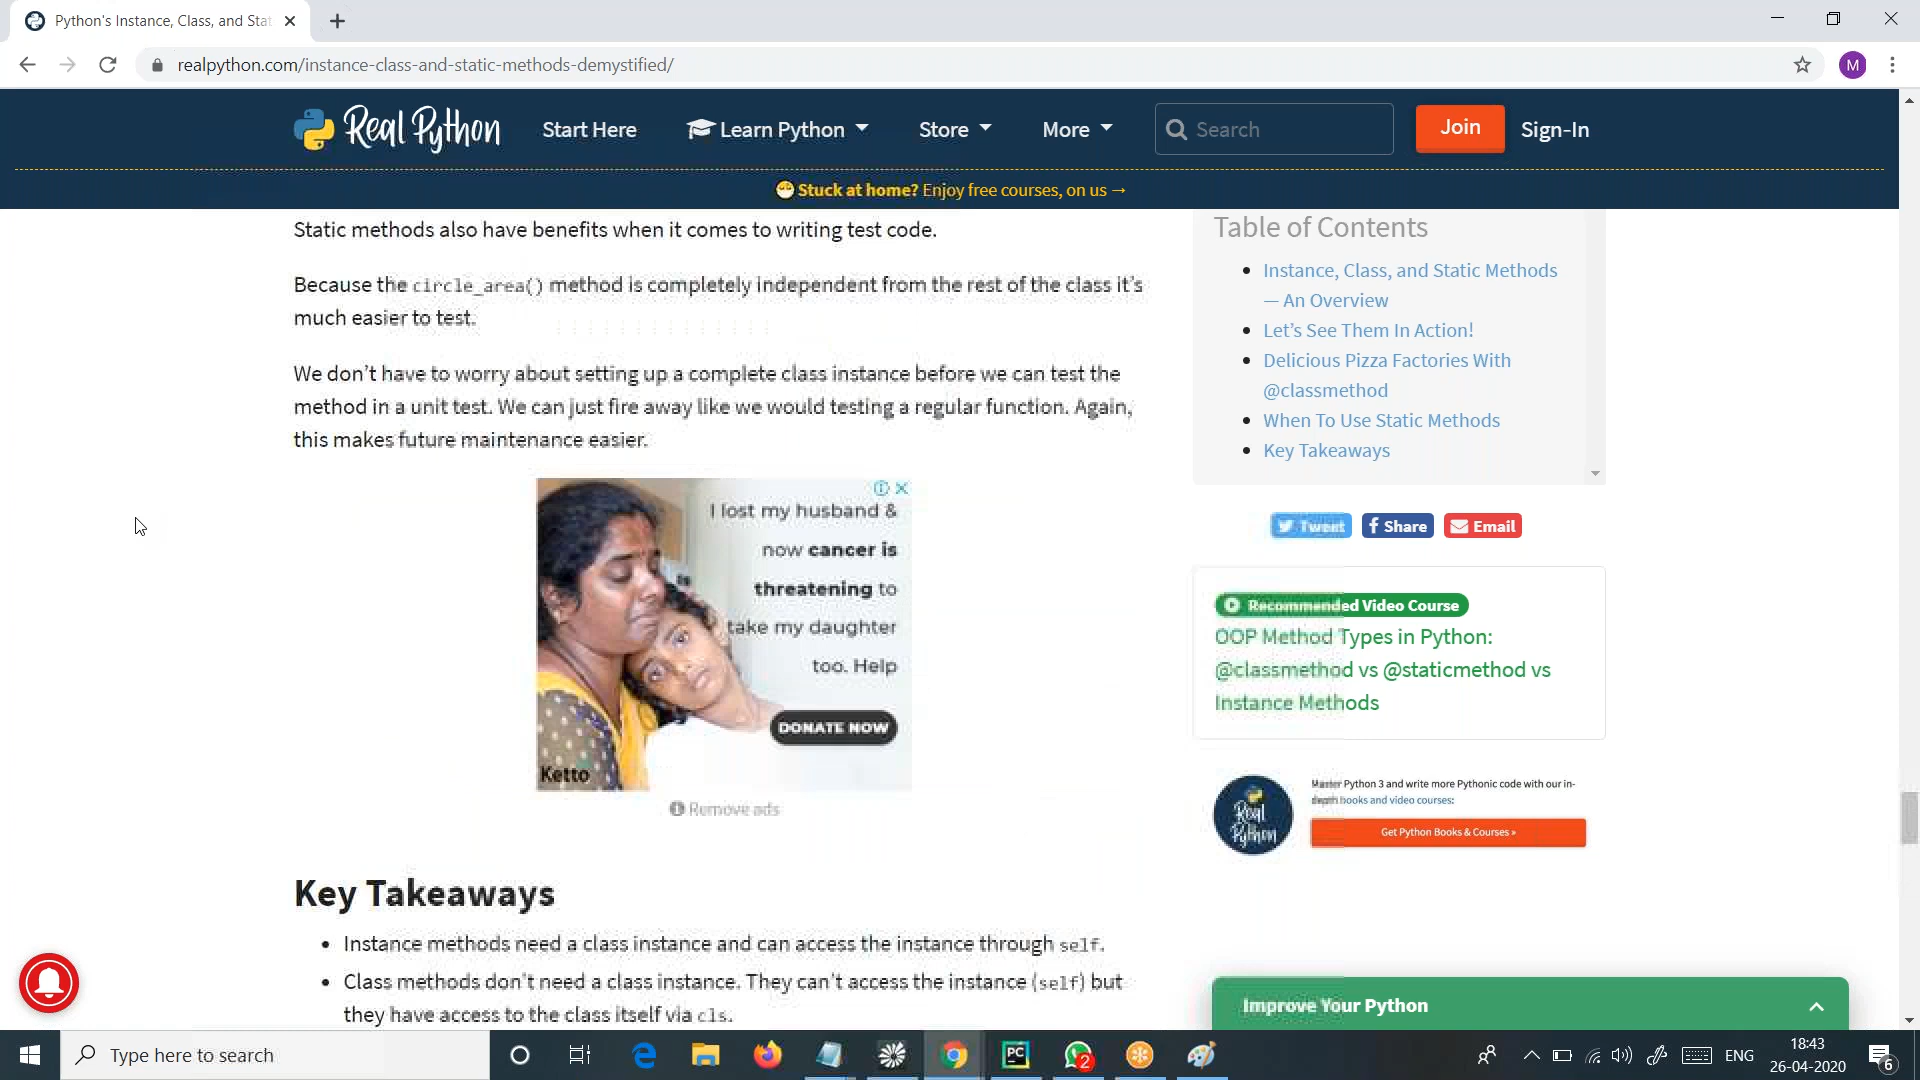 Python's Instance, Class, and Stat
realpython.com/instance-class-and-static-methods-demystified/
M
Real Python
Start Here
Learn Python
Store
More
Search
Join
Sign-In
Stuck at home? Enjoy free courses, on us →
Static methods also have benefits when it comes to writing test code.
Because the circle_area() method is completely independent from the rest of the class it’s
much easier to test.
We don’t have to worry about setting up a complete class instance before we can test the
method in a unit test. We can just fire away like we would testing a regular function. Again,
this makes future maintenance easier.
I lost my husband &
now cancer is
threatening to
take my daughter
too. Help
DONATE NOW
Ketto
Remove ads
Key Takeaways
• Instance methods need a class instance and can access the instance through self.
• Class methods don’t need a class instance. They can’t access the instance (self) but
they have access to the class itself via cls.
Table of Contents
• Instance, Class, and Static Methods
— An Overview
• Let’s See Them In Action!
• Delicious Pizza Factories With
@classmethod
• When To Use Static Methods
• Key Takeaways
Tweet
Share
Email
Recommended Video Course
OOP Method Types in Python:
@classmethod vs @staticmethod vs
Instance Methods
Real
Python
Master Python 3 and write more Pythonic code with our in-
depth books and video courses:
Get Python Books & Courses »
Improve Your Python
Type here to search
PC
2
ENG
18:43
26-04-2020
6